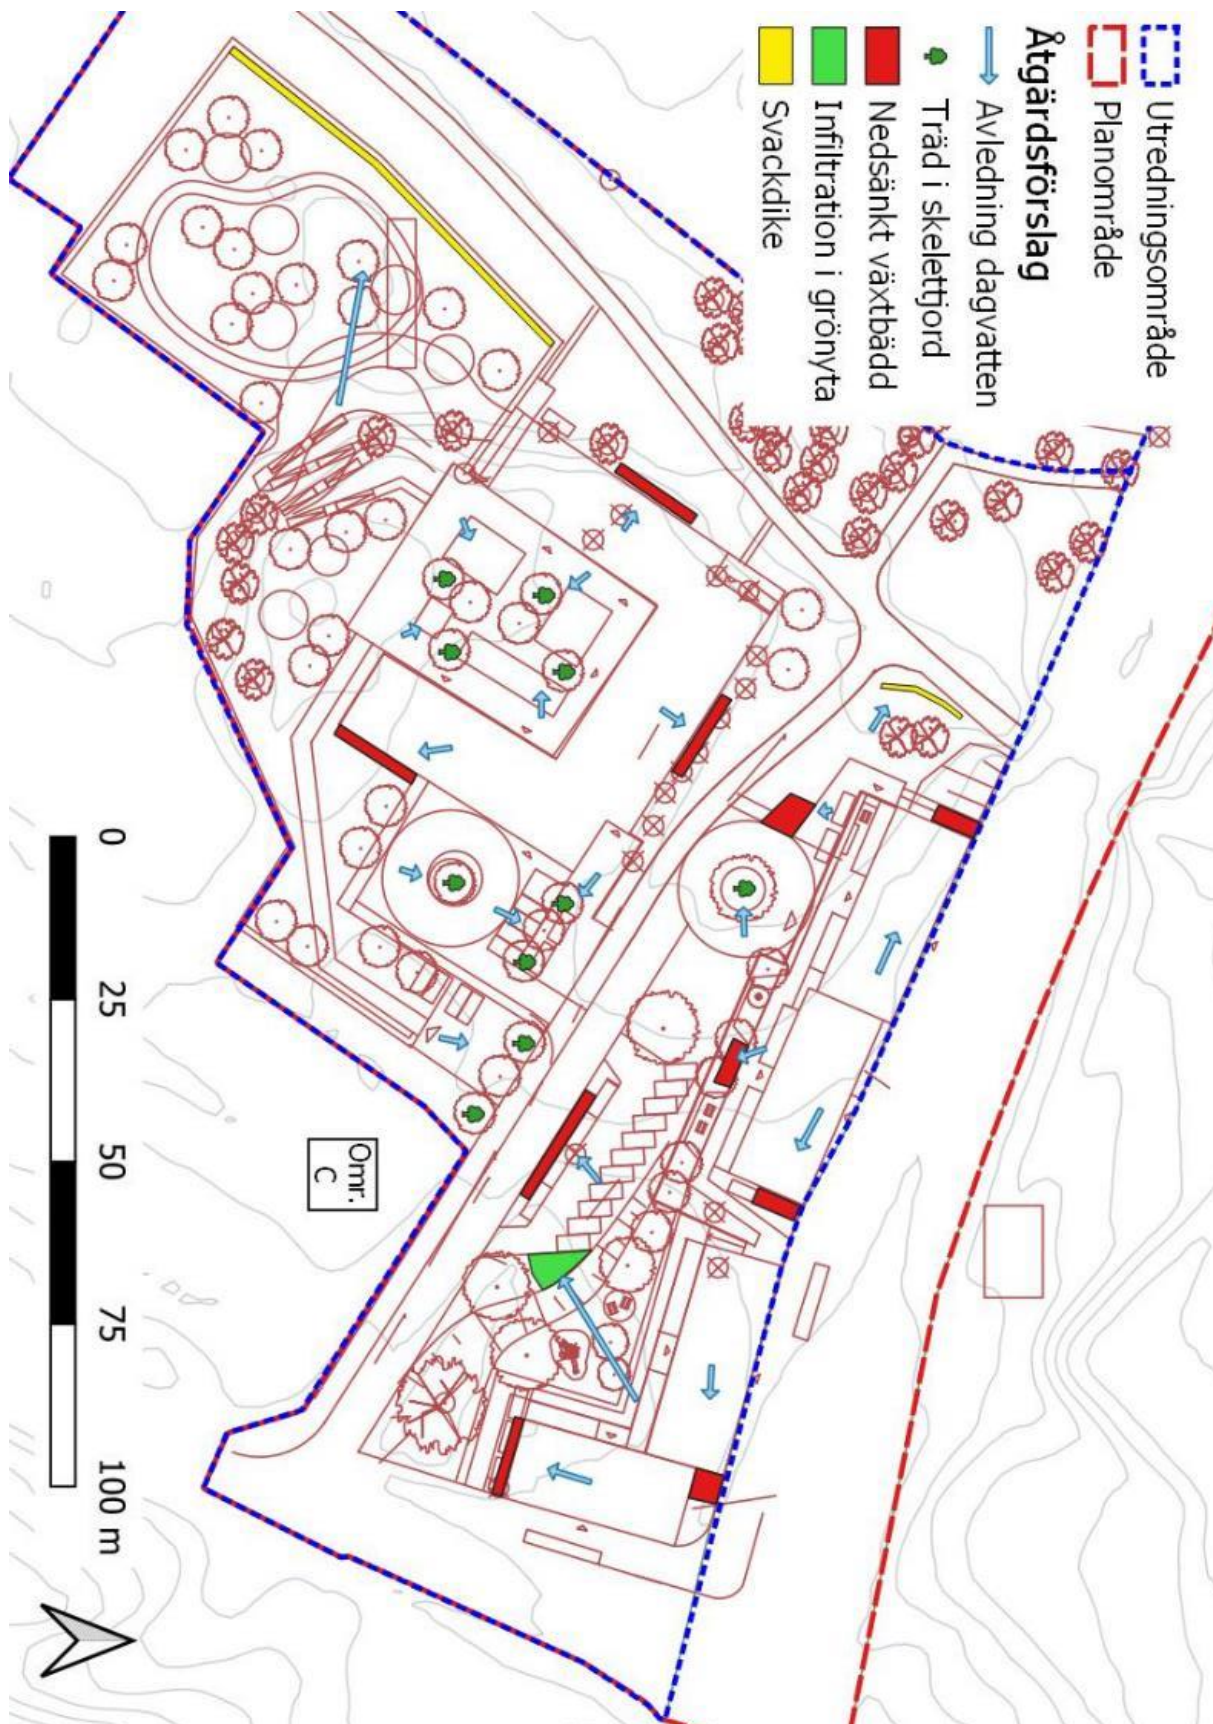 Utredningsområde
Planområde
Åtgärdsförslag
Avledning dagvatten
Träd i skelettjord
Nedsänkt växtbädd
Infiltration i grönyta
Svackdike
Omr.
C
0 25 50 75 100 m